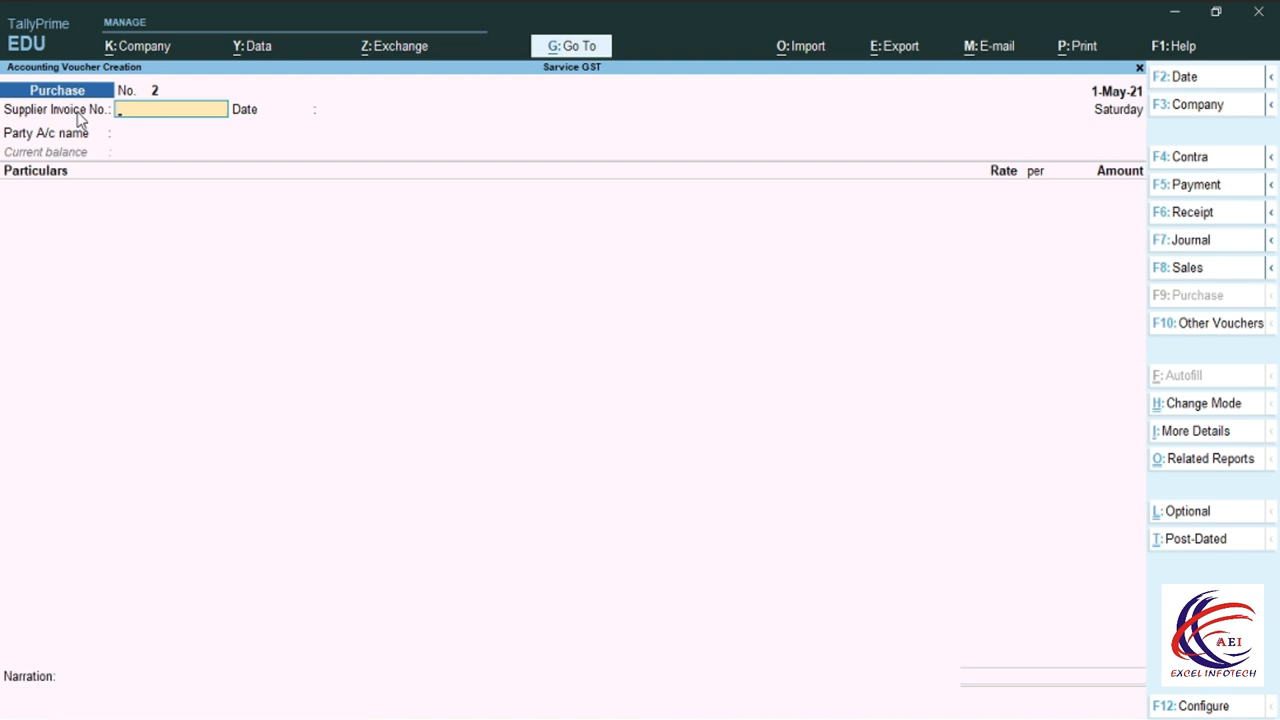 TallyPrime
EDU
MANAGE
K: Company
Y: Data
Z: Exchange
G: Go To
O: Import
E: Export
M: E-mail
P: Print
F1: Help
Accounting Voucher Creation
Sarvice GST
Purchase No. 2
1-May-21
Supplier Invoice No.: Date :
Saturday
Party A/c name :
Current balance :
Particulars
Rate per
Amount
Narration:
F2: Date
F3: Company
F4: Contra
F5: Payment
F6: Receipt
F7: Journal
F8: Sales
F9: Purchase
F10: Other Vouchers
F: Autofill
H: Change Mode
I: More Details
O: Related Reports
L: Optional
T: Post-Dated
AEI
EXCEL INFOTECH
F12: Configure